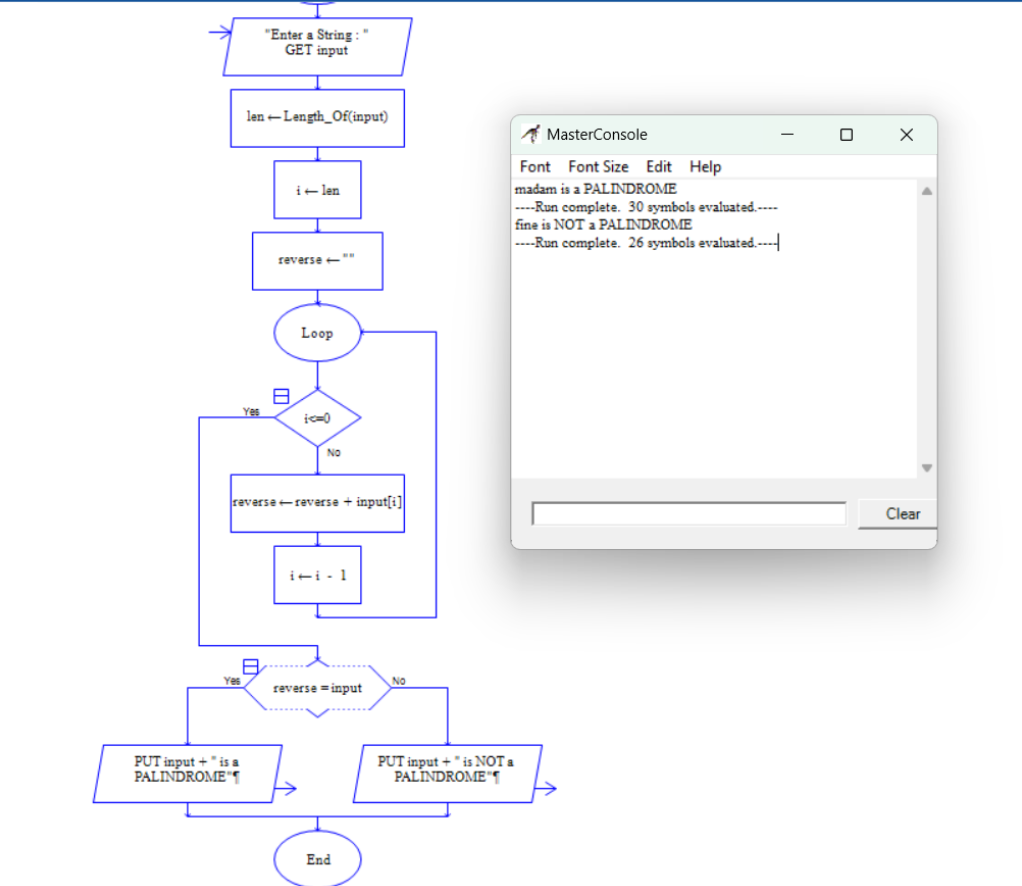 "Enter a String : "
GET input
len ← Length_Of(input)
i ← len
reverse ← ""
Loop
Yes
i<=0
No
reverse ← reverse + input[i]
i ← i - 1
Yes
reverse = input
No
PUT input + " is a
PALINDROME"¶
PUT input + " is NOT a
PALINDROME"¶
End
MasterConsole
Font Font Size Edit Help
madam is a PALINDROME
----Run complete. 30 symbols evaluated.----
fine is NOT a PALINDROME
----Run complete. 26 symbols evaluated.----
Clear